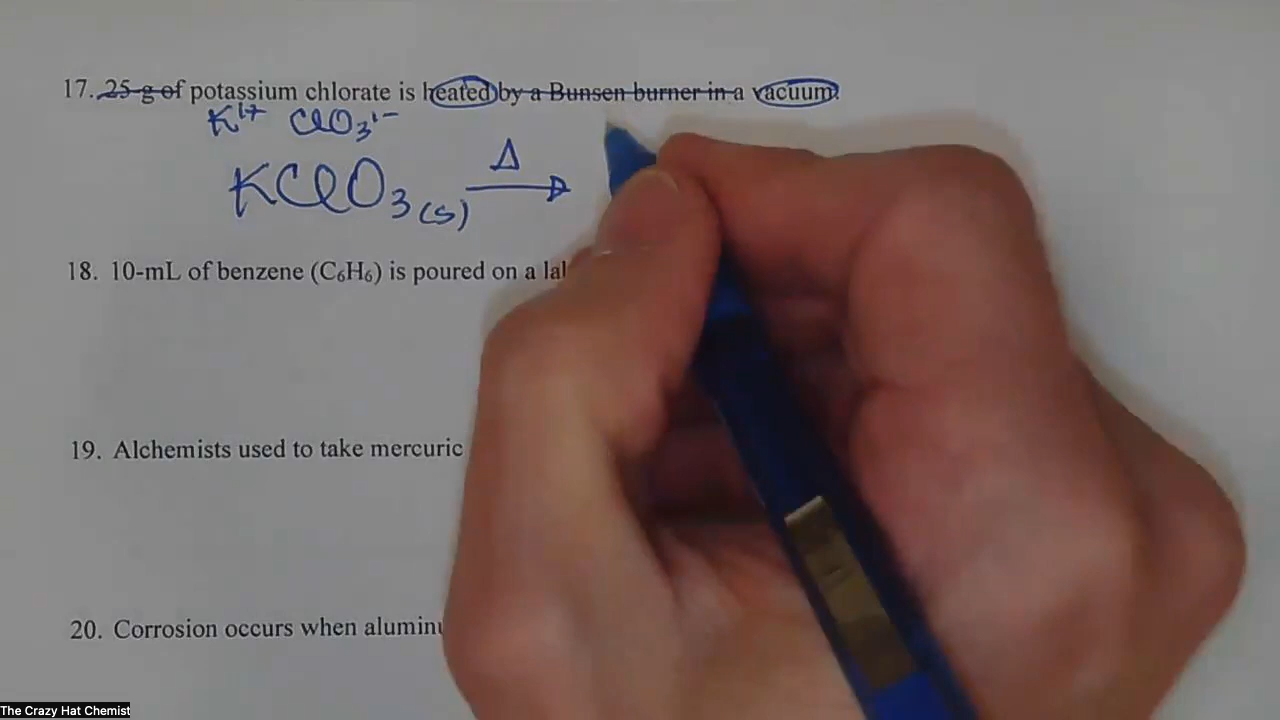 17. 25-g of potassium chlorate is heated by a Bunsen burner in a vacuum.
K¹⁺ ClO₃¹⁻
KClO₃(s) Δ→
18. 10-mL of benzene (C₆H₆) is poured on a
19. Alchemists used to take mercuric
20. Corrosion occurs when
The Crazy Hat Chemist